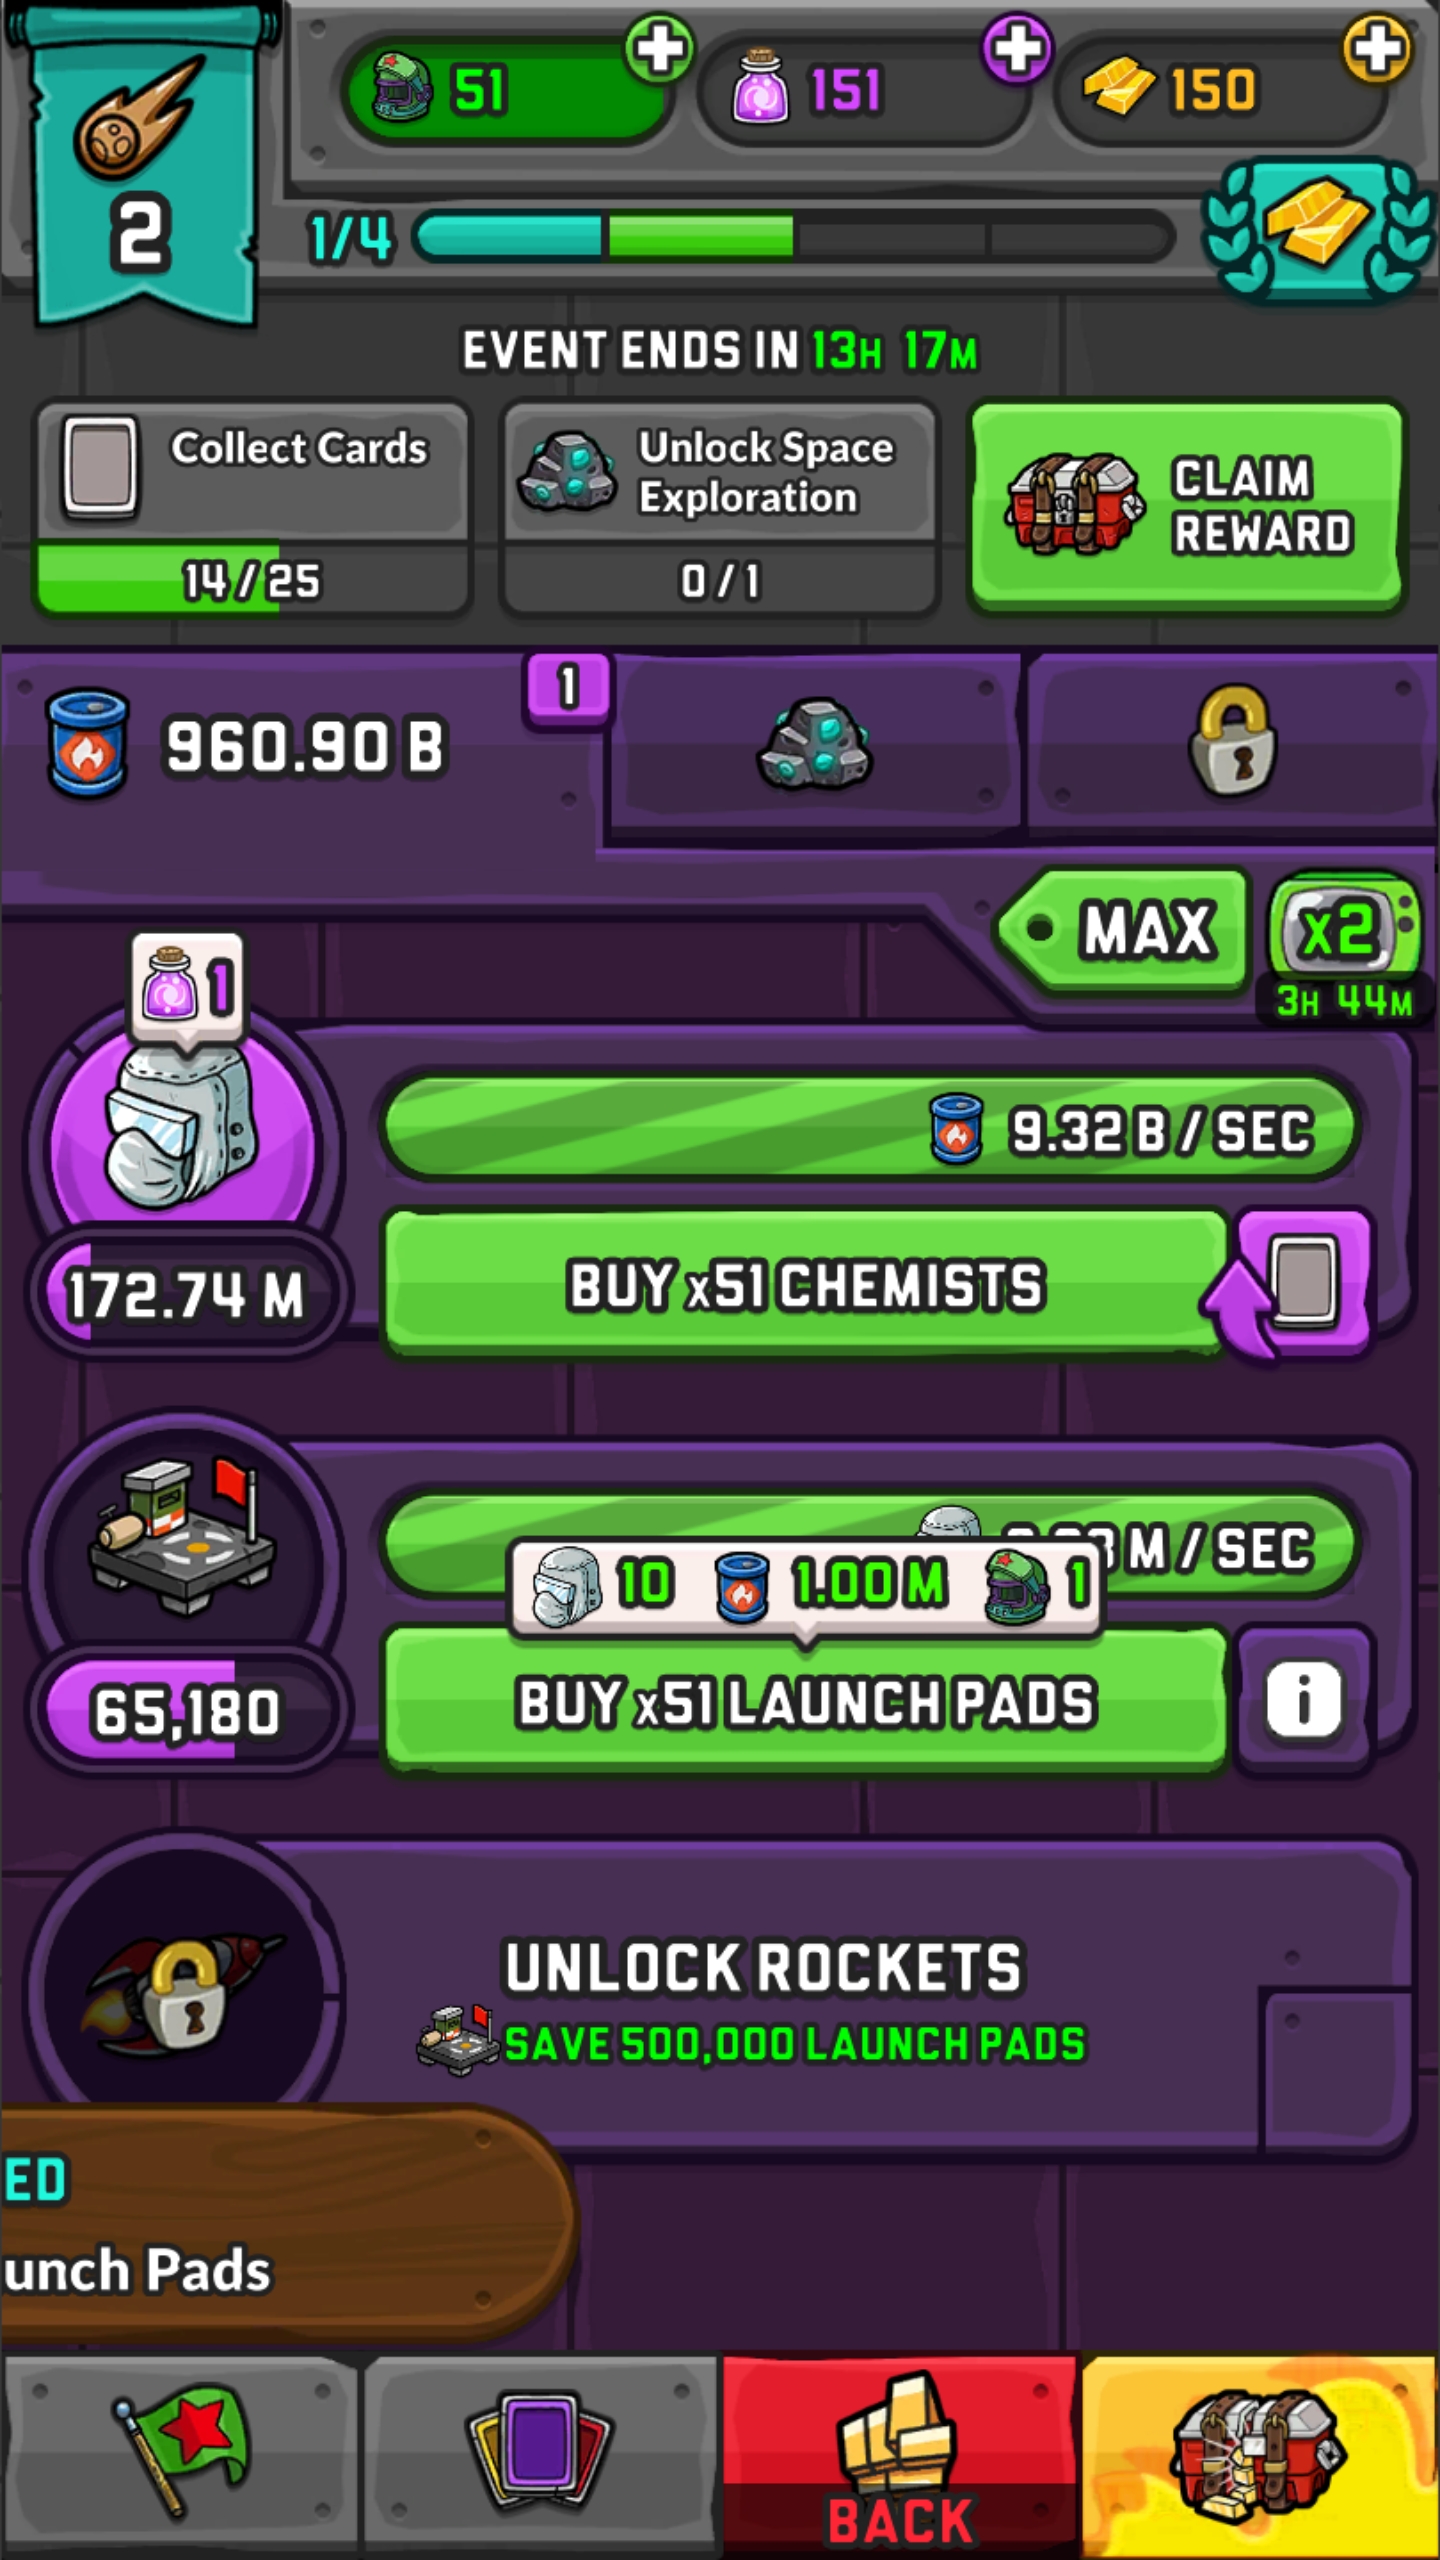 51
151
150
2
1/4
EVENT ENDS IN 13H 17M
Collect Cards
14 / 25
Unlock Space
Exploration
0 / 1
CLAIM
REWARD
960.90 B
1
MAX
x2
3H 44M
1
9.32 B / SEC
172.74 M
BUY x51 CHEMISTS
M / SEC
10 1.00 M 1
65,180
BUY x51 LAUNCH PADS
i
UNLOCK ROCKETS
SAVE 500,000 LAUNCH PADS
ED
unch Pads
BACK